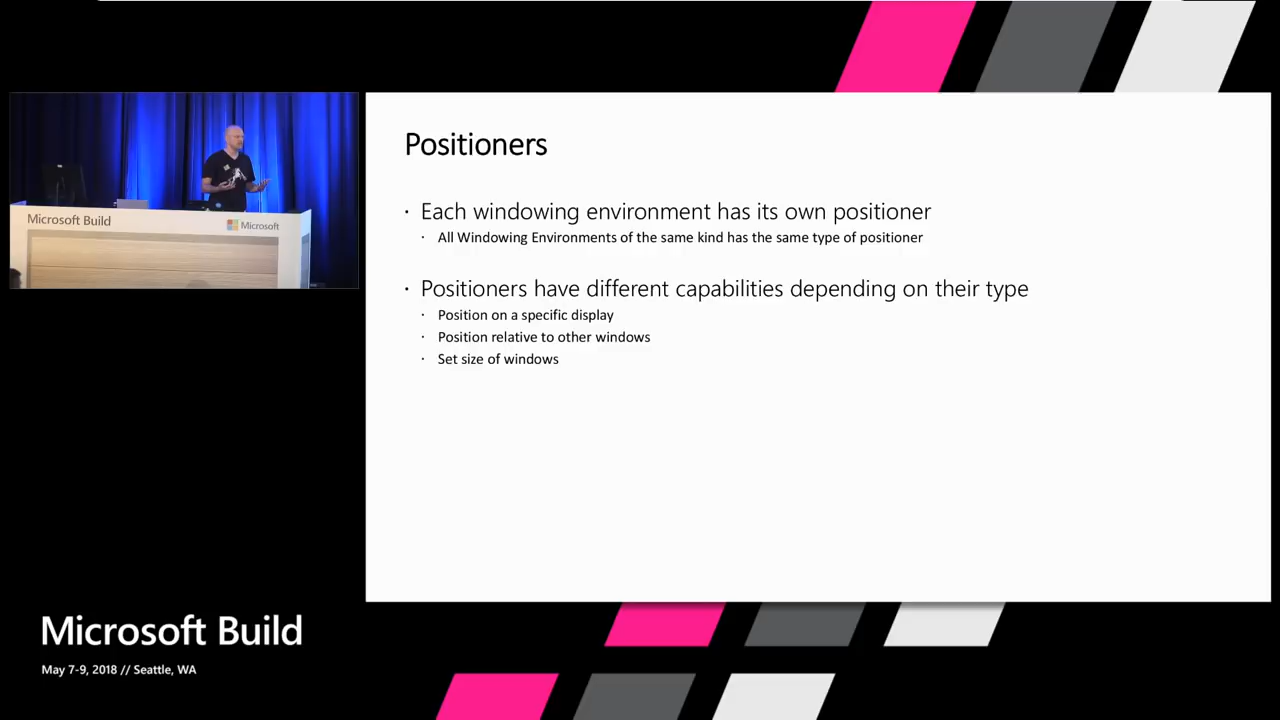 Microsoft Build
Microsoft
Positioners
· Each windowing environment has its own positioner
· All Windowing Environments of the same kind has the same type of positioner
· Positioners have different capabilities depending on their type
· Position on a specific display
· Position relative to other windows
· Set size of windows
Microsoft Build
May 7-9, 2018 // Seattle, WA